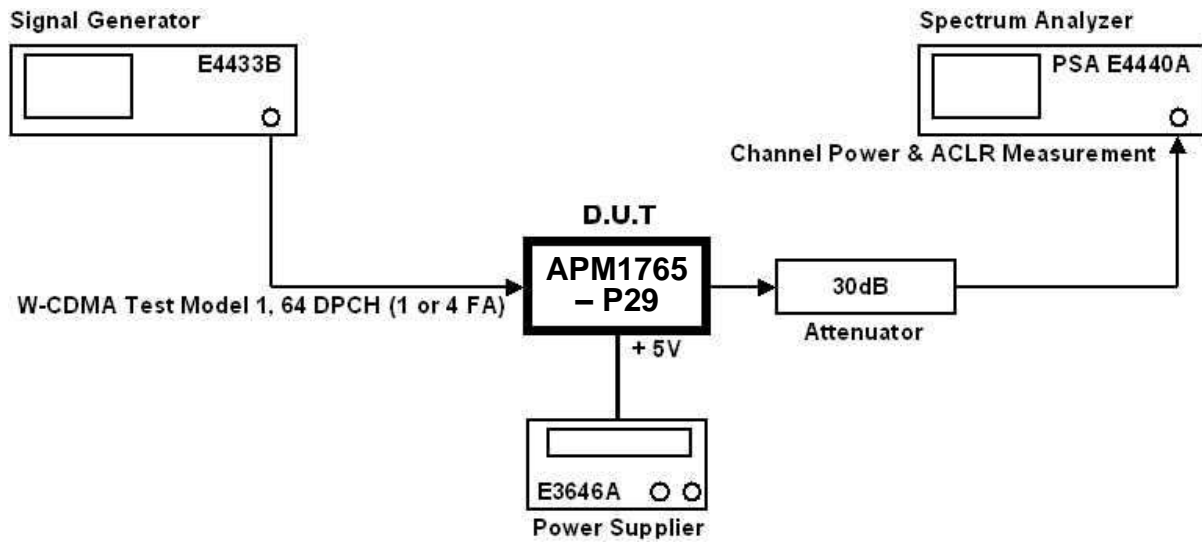 Signal Generator
E4433B
Spectrum Analyzer
PSA E4440A
Channel Power & ACLR Measurement
D.U.T
APM1765
– P29
W-CDMA Test Model 1, 64 DPCH (1 or 4 FA)
30dB
Attenuator
+ 5V
E3646A
Power Supplier